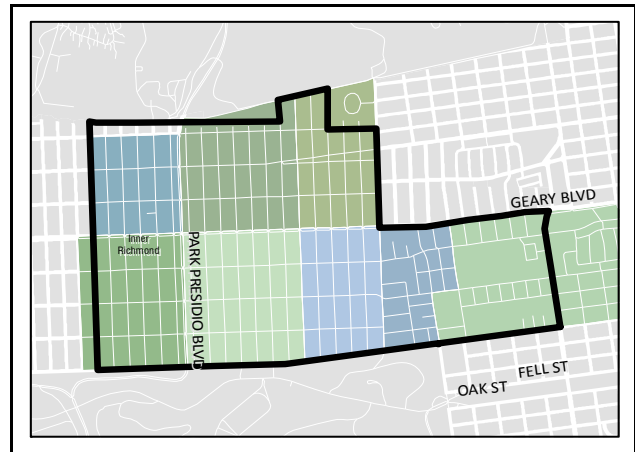 GEARY BLVD
Inner
Richmond
PARK PRESIDIO BLVD
FELL ST
OAK ST